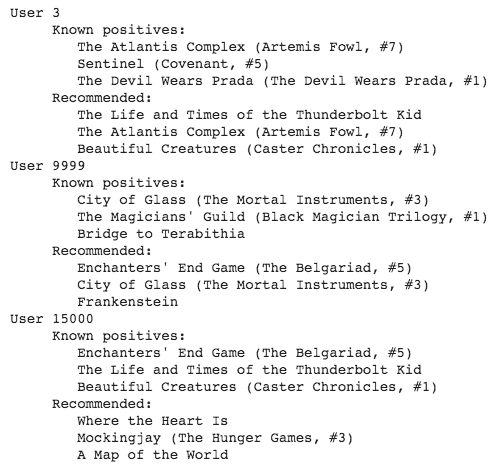 User 3
Known positives:
The Atlantis Complex (Artemis Fowl, #7)
Sentinel (Covenant, #5)
The Devil Wears Prada (The Devil Wears Prada, #1)
Recommended:
The Life and Times of the Thunderbolt Kid
The Atlantis Complex (Artemis Fowl, #7)
Beautiful Creatures (Caster Chronicles, #1)
User 9999
Known positives:
City of Glass (The Mortal Instruments, #3)
The Magicians' Guild (Black Magician Trilogy, #1)
Bridge to Terabithia
Recommended:
Enchanters' End Game (The Belgariad, #5)
City of Glass (The Mortal Instruments, #3)
Frankenstein
User 15000
Known positives:
Enchanters' End Game (The Belgariad, #5)
The Life and Times of the Thunderbolt Kid
Beautiful Creatures (Caster Chronicles, #1)
Recommended:
Where the Heart Is
Mockingjay (The Hunger Games, #3)
A Map of the World